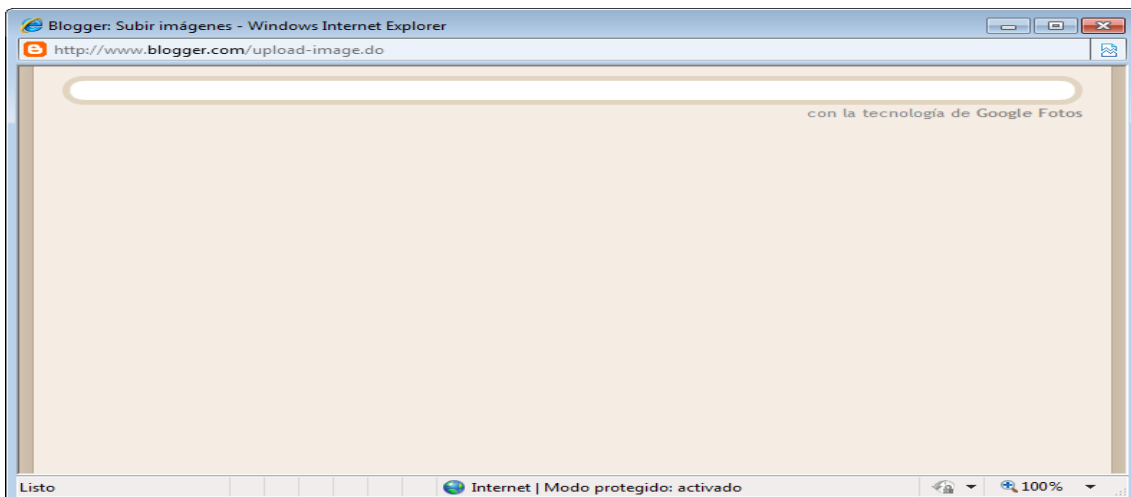 Blogger: Subir imágenes - Windows Internet Explorer
http://www.blogger.com/upload-image.do
con la tecnología de Google Fotos
Listo
Internet | Modo protegido: activado
100%